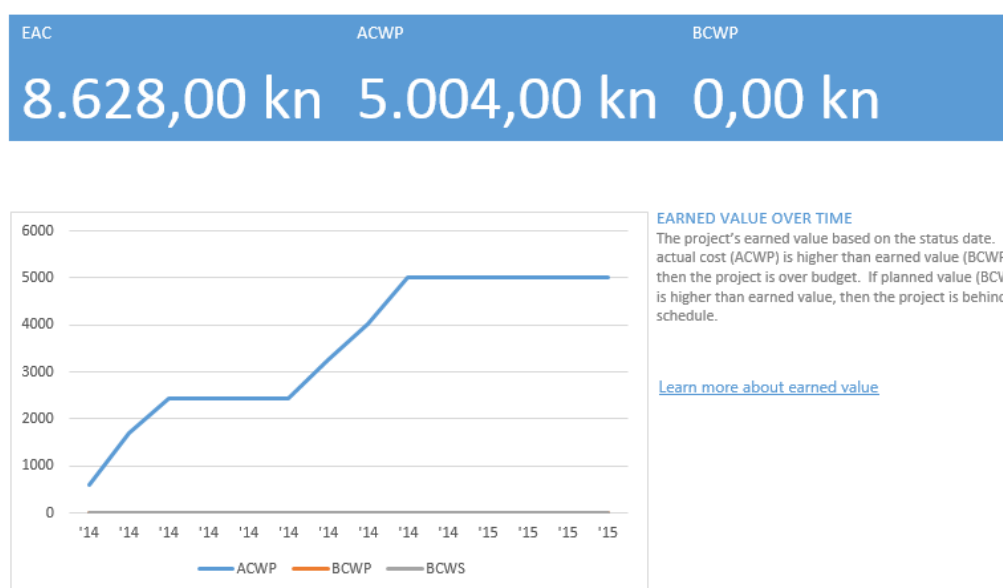 EAC ACWP BCWP
8.628,00 kn 5.004,00 kn 0,00 kn
EARNED VALUE OVER TIME
The project's earned value based on the status date.
actual cost (ACWP) is higher than earned value (BCWP
then the project is over budget. If planned value (BCW
is higher than earned value, then the project is behind
schedule.
Learn more about earned value
6000
5000
4000
3000
2000
1000
0
'14 '14 '14 '14 '14 '14 '14 '14 '14 '14 '15 '15 '15 '15
ACWP BCWP BCWS